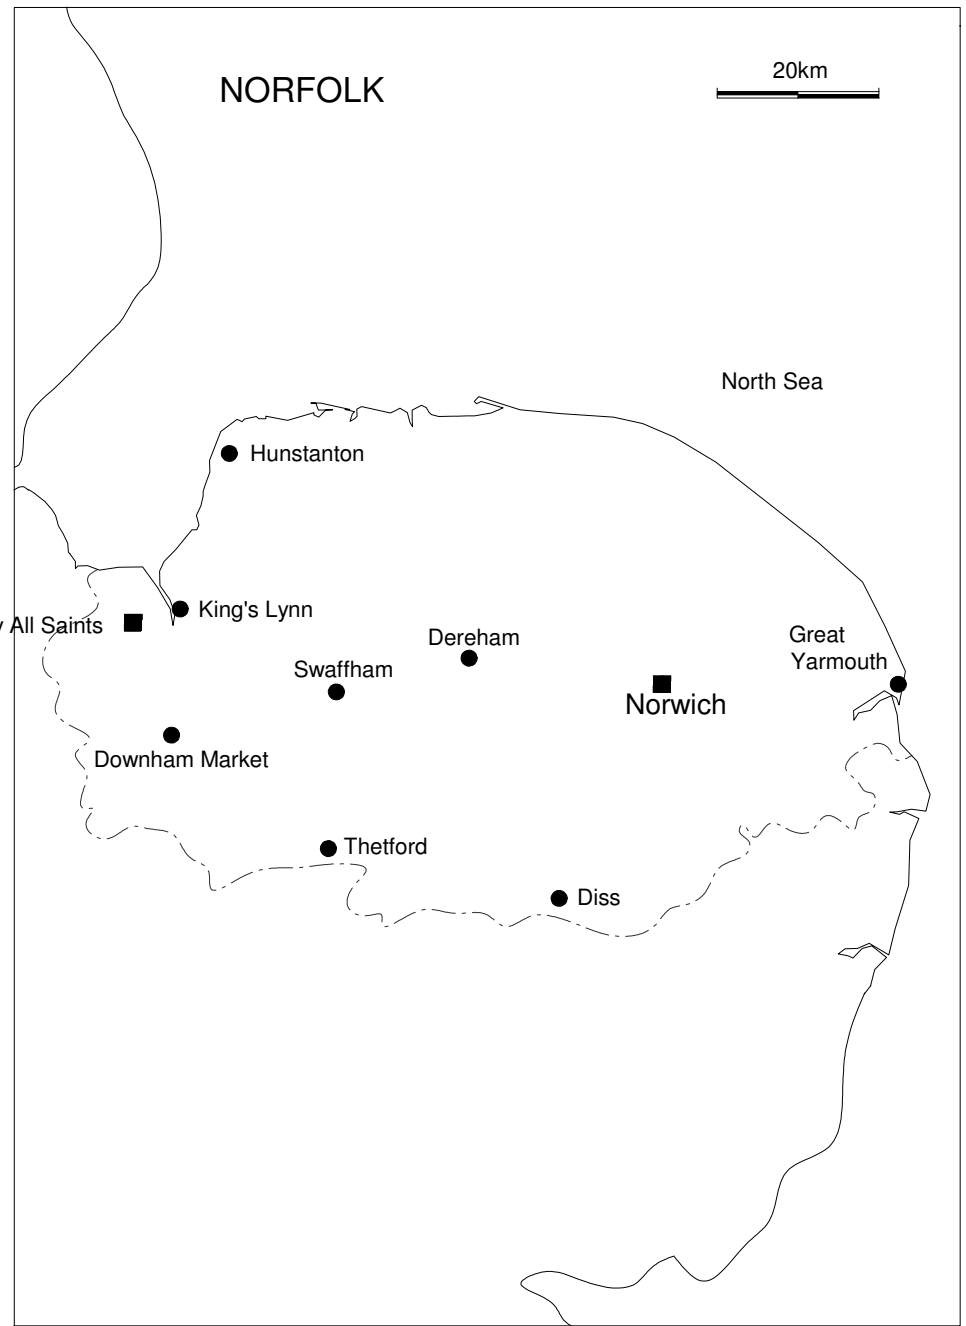 20km
NORFOLK
North Sea
Hunstanton
King's Lynn
All Saints
Dereham
Great
Yarmouth
Swaffham
Norwich
Downham Market
Thetford
Diss